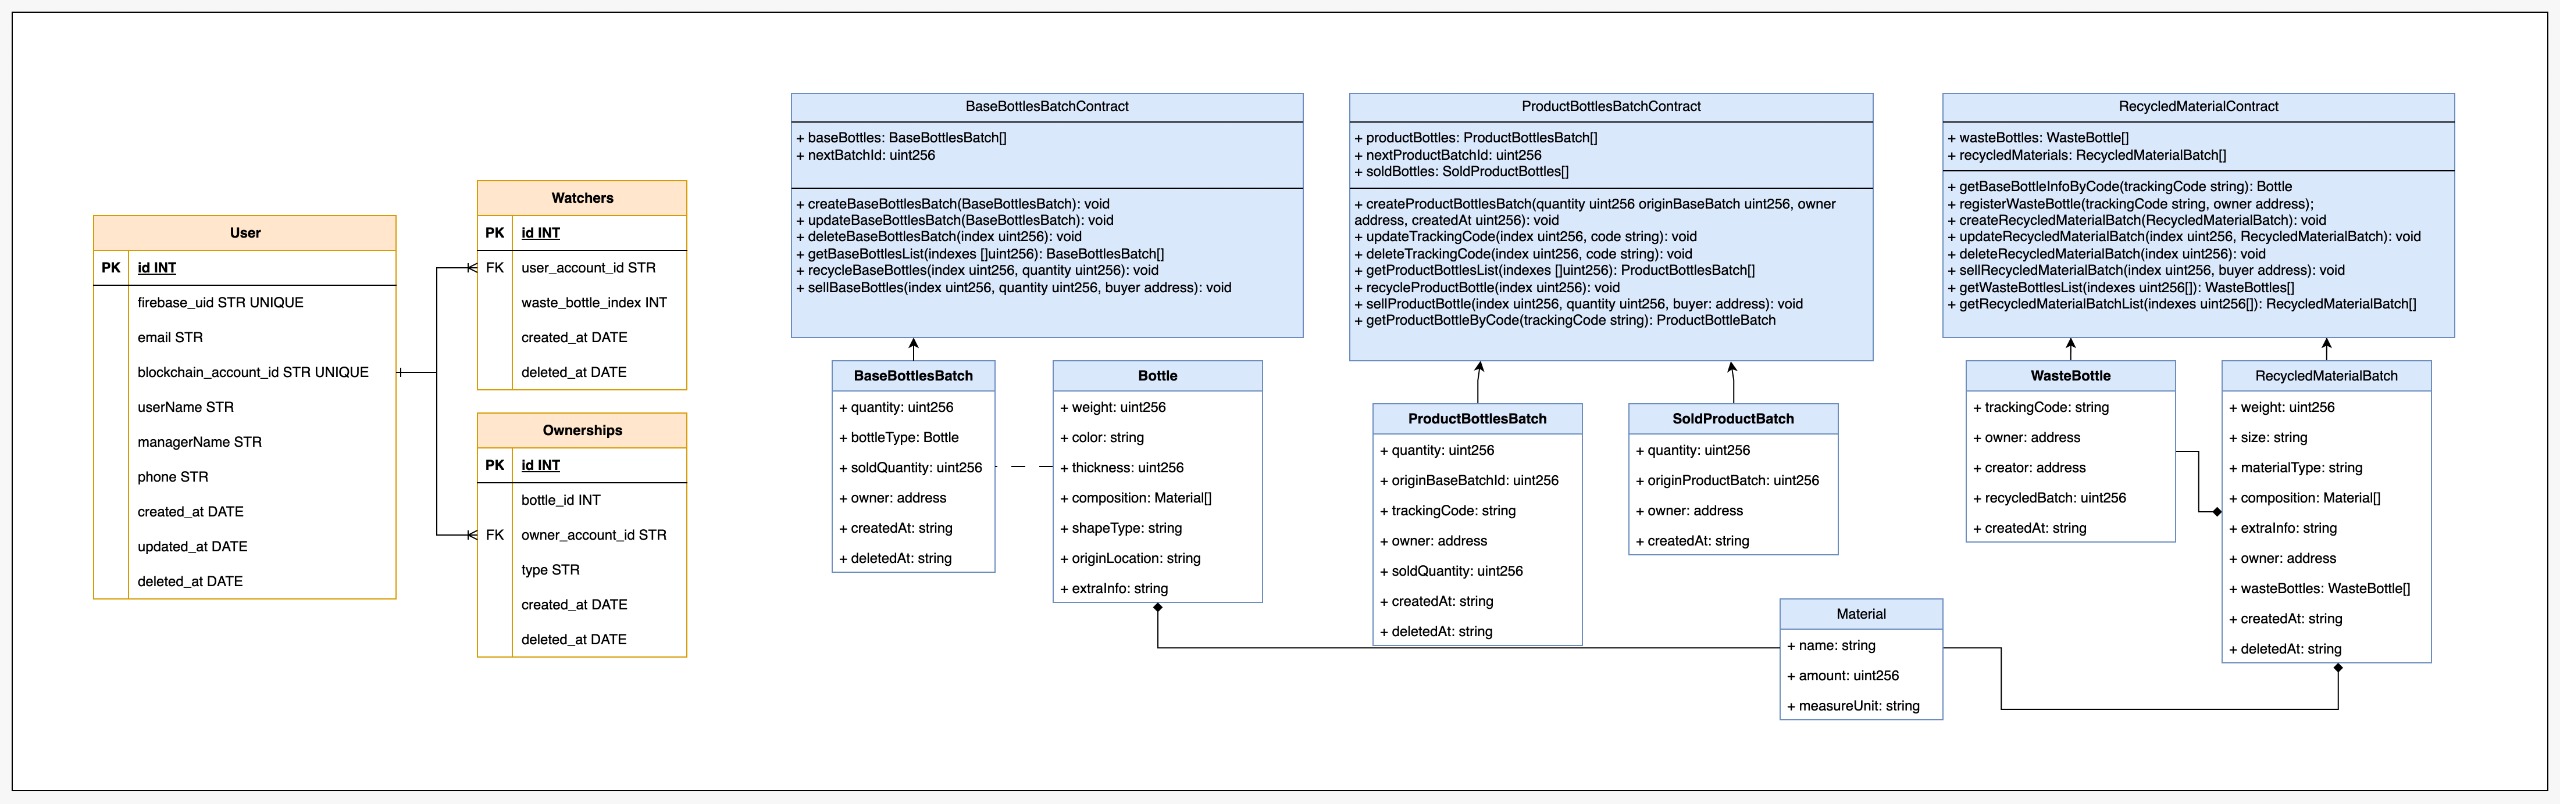 User
PK id INT
firebase_uid STR UNIQUE
email STR
blockchain_account_id STR UNIQUE
userName STR
managerName STR
phone STR
created_at DATE
updated_at DATE
deleted_at DATE
Watchers
PK id INT
FK user_account_id STR
waste_bottle_index INT
created_at DATE
deleted_at DATE
Ownerships
PK id INT
bottle_id INT
FK owner_account_id STR
type STR
created_at DATE
deleted_at DATE
BaseBottlesBatchContract
+ baseBottles: BaseBottlesBatch[]
+ nextBatchId: uint256
+ createBaseBottlesBatch(BaseBottlesBatch): void
+ updateBaseBottlesBatch(BaseBottlesBatch): void
+ deleteBaseBottlesBatch(index uint256): void
+ getBaseBottlesList(indexes []uint256): BaseBottlesBatch[]
+ recycleBaseBottles(index uint256, quantity uint256): void
+ sellBaseBottles(index uint256, quantity uint256, buyer address): void
BaseBottlesBatch
+ quantity: uint256
+ bottleType: Bottle
+ soldQuantity: uint256
+ owner: address
+ createdAt: string
+ deletedAt: string
Bottle
+ weight: uint256
+ color: string
+ thickness: uint256
+ composition: Material[]
+ shapeType: string
+ originLocation: string
+ extraInfo: string
ProductBottlesBatchContract
+ productBottles: ProductBottlesBatch[]
+ nextProductBatchId: uint256
+ soldBottles: SoldProductBottles[]
+ createProductBottlesBatch(quantity uint256 originBaseBatch uint256, owner
address, createdAt uint256): void
+ updateTrackingCode(index uint256, code string): void
+ deleteTrackingCode(index uint256, code string): void
+ getProductBottlesList(indexes []uint256): ProductBottlesBatch[]
+ recycleProductBottle(index uint256): void
+ sellProductBottle(index uint256, quantity uint256, buyer: address): void
+ getProductBottleByCode(trackingCode string): ProductBottleBatch
ProductBottlesBatch
+ quantity: uint256
+ originBaseBatchId: uint256
+ trackingCode: string
+ owner: address
+ soldQuantity: uint256
+ createdAt: string
+ deletedAt: string
SoldProductBatch
+ quantity: uint256
+ originProductBatch: uint256
+ owner: address
+ createdAt: string
Material
+ name: string
+ amount: uint256
+ measureUnit: string
RecycledMaterialContract
+ wasteBottles: WasteBottle[]
+ recycledMaterials: RecycledMaterialBatch[]
+ getBaseBottleInfoByCode(trackingCode string): Bottle
+ registerWasteBottle(trackingCode string, owner address);
+ createRecycledMaterialBatch(RecycledMaterialBatch): void
+ updateRecycledMaterialBatch(index uint256, RecycledMaterialBatch): void
+ deleteRecycledMaterialBatch(index uint256): void
+ sellRecycledMaterialBatch(index uint256, buyer address): void
+ getWasteBottlesList(indexes uint256[]): WasteBottles[]
+ getRecycledMaterialBatchList(indexes uint256[]): RecycledMaterialBatch[]
WasteBottle
+ trackingCode: string
+ owner: address
+ creator: address
+ recycledBatch: uint256
+ createdAt: string
RecycledMaterialBatch
+ weight: uint256
+ size: string
+ materialType: string
+ composition: Material[]
+ extraInfo: string
+ owner: address
+ wasteBottles: WasteBottle[]
+ createdAt: string
+ deletedAt: string